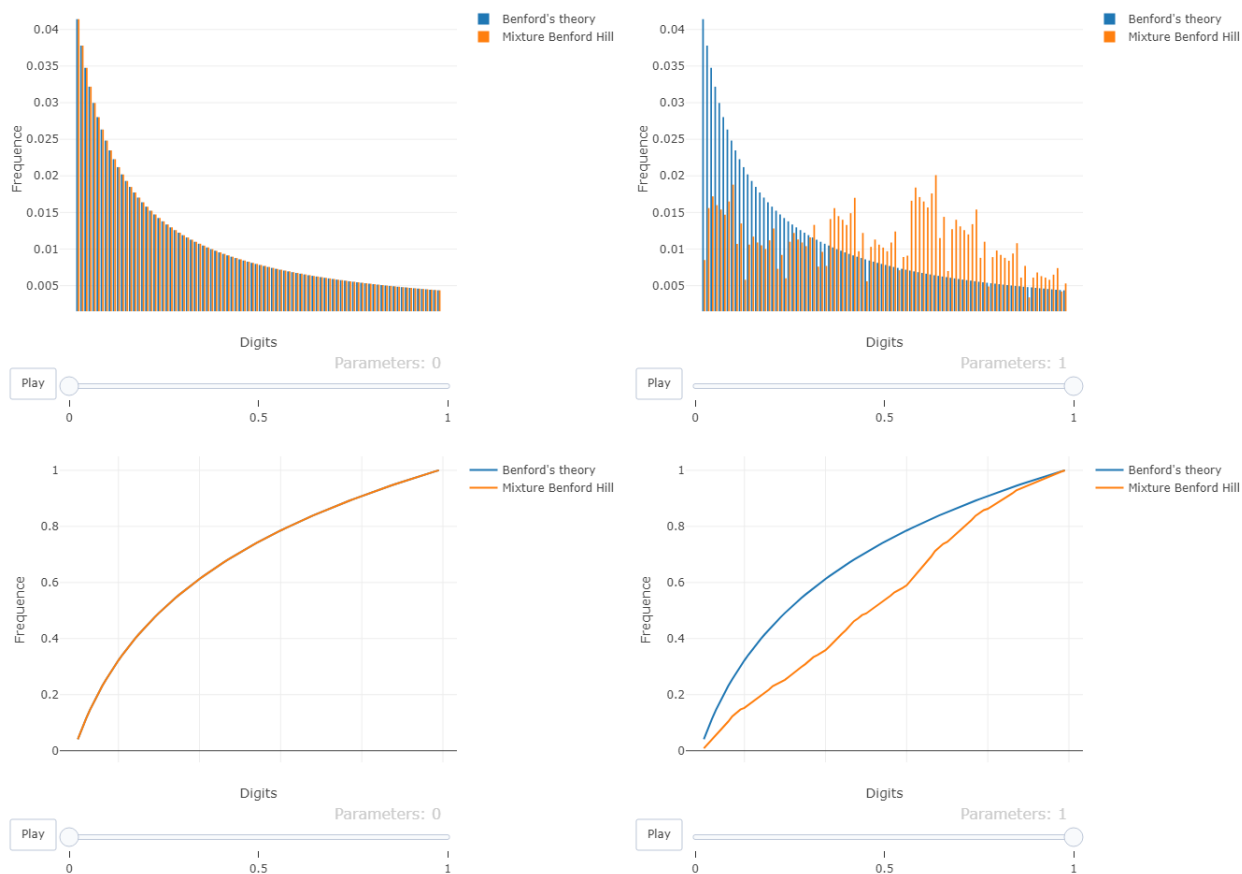 Benford's theory
Mixture Benford Hill
0.04
0.035
0.03
0.025
0.02
0.015
0.01
0.005
Frequence
Digits
Parameters: 0
Play
0
0.5
1
Benford's theory
Mixture Benford Hill
0.04
0.035
0.03
0.025
0.02
0.015
0.01
0.005
Frequence
Digits
Parameters: 1
Play
0
0.5
1
Benford's theory
Mixture Benford Hill
1
0.8
0.6
0.4
0.2
0
Frequence
Digits
Parameters: 0
Play
0
0.5
1
Benford's theory
Mixture Benford Hill
1
0.8
0.6
0.4
0.2
0
Frequence
Digits
Parameters: 1
Play
0
0.5
1